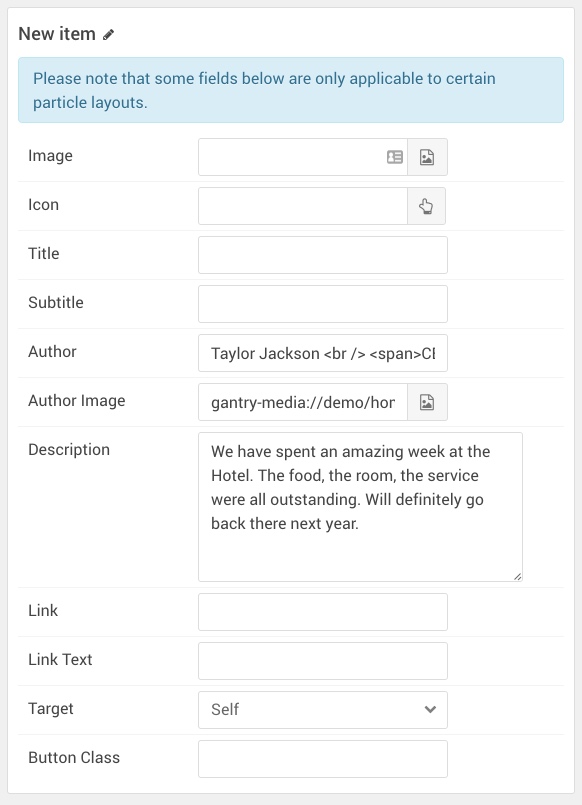 New item
Please note that some fields below are only applicable to certain
particle layouts.
Image
Icon
Title
Subtitle
Author
Taylor Jackson <br /> <span>CE
Author Image
gantry-media://demo/hor
Description
We have spent an amazing week at the
Hotel. The food, the room, the service
were all outstanding. Will definitely go
back there next year.
Link
Link Text
Target
Self
Button Class